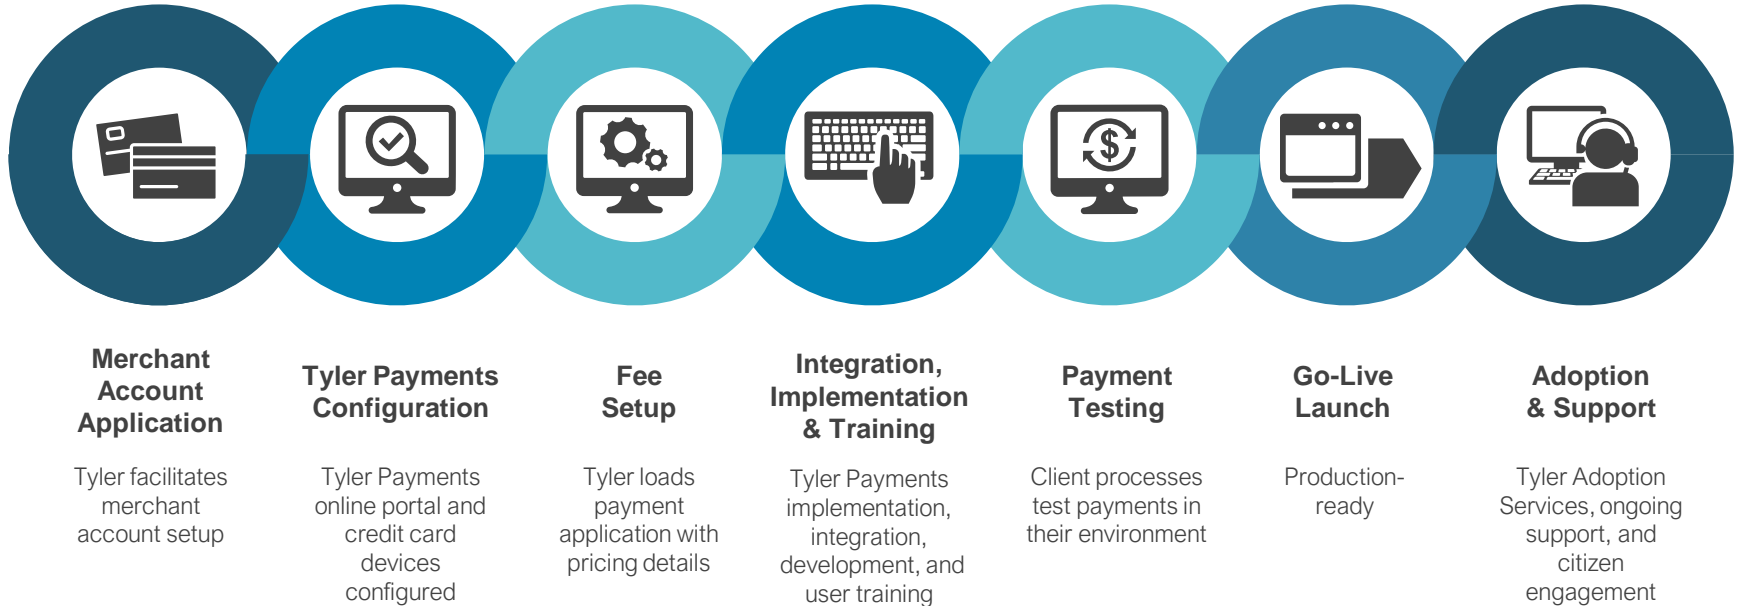 Merchant
Account
Application
Tyler facilitates
merchant
account setup
Tyler Payments
Configuration
Tyler Payments
online portal and
credit card
devices
configured
Fee
Setup
Tyler loads
payment
application with
pricing details
Integration,
Implementation
& Training
Tyler Payments
implementation,
integration,
development, and
user training
$
Payment
Testing
Client processes
test payments in
their environment
Go-Live
Launch
Production-
ready
Adoption
& Support
Tyler Adoption
Services, ongoing
support, and
citizen
engagement